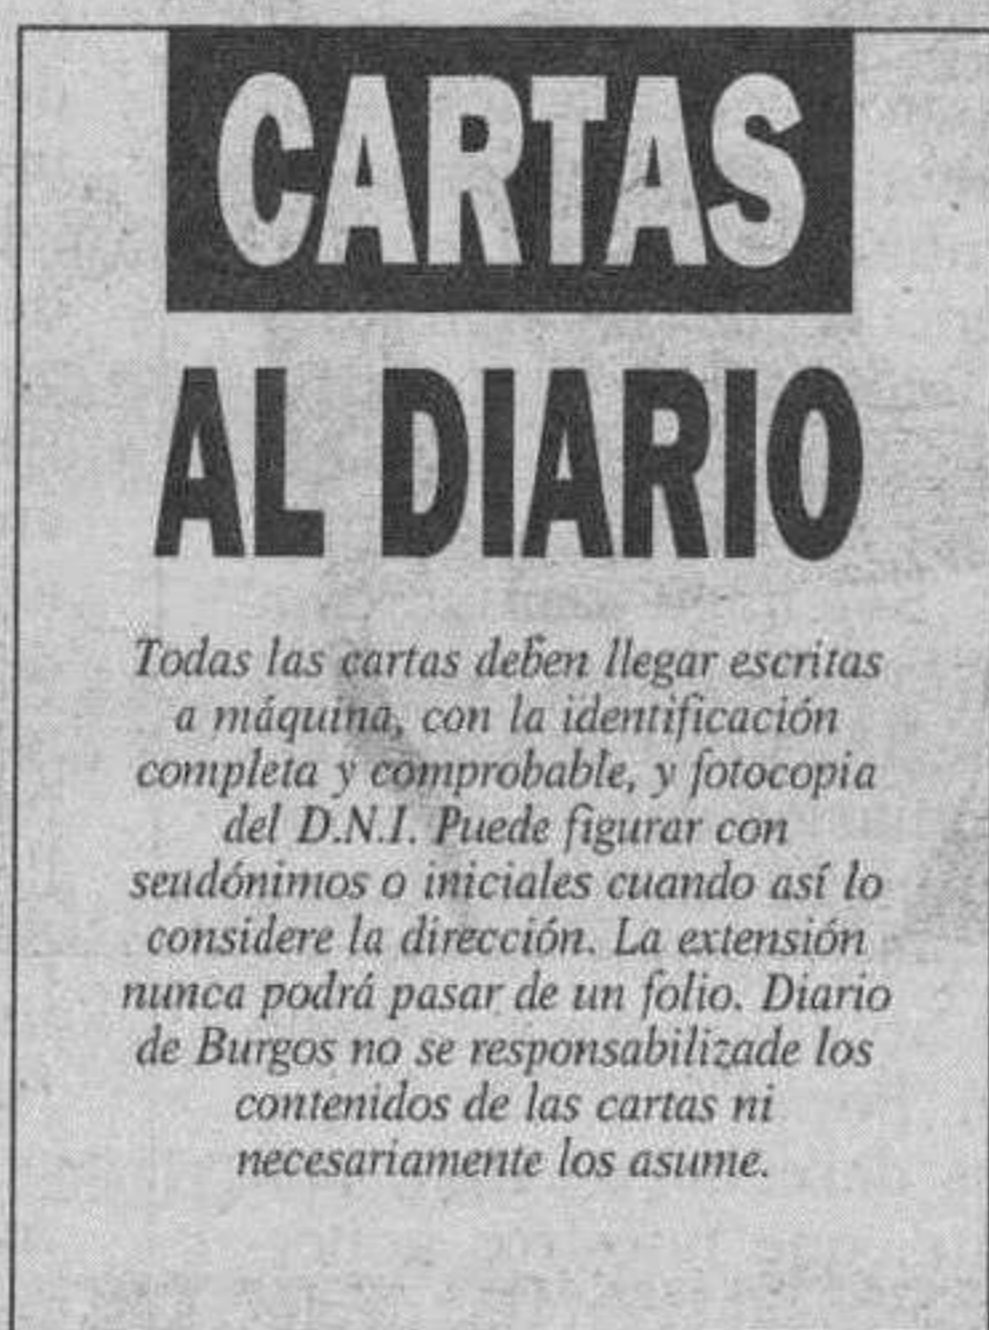 CARTAS
AL DIARIO
Todas las cartas deben llegar escritas
a máquina, con la identificación
completa y comprobable, y fotocopia
del D.N.I. Puede figurar con
seudónimos o iniciales cuando así lo
considere la dirección. La extensión
nunca podrá pasar de un folio. Diario
de Burgos no se responsabilizade los
contenidos de las cartas ni
necesariamente los asume.